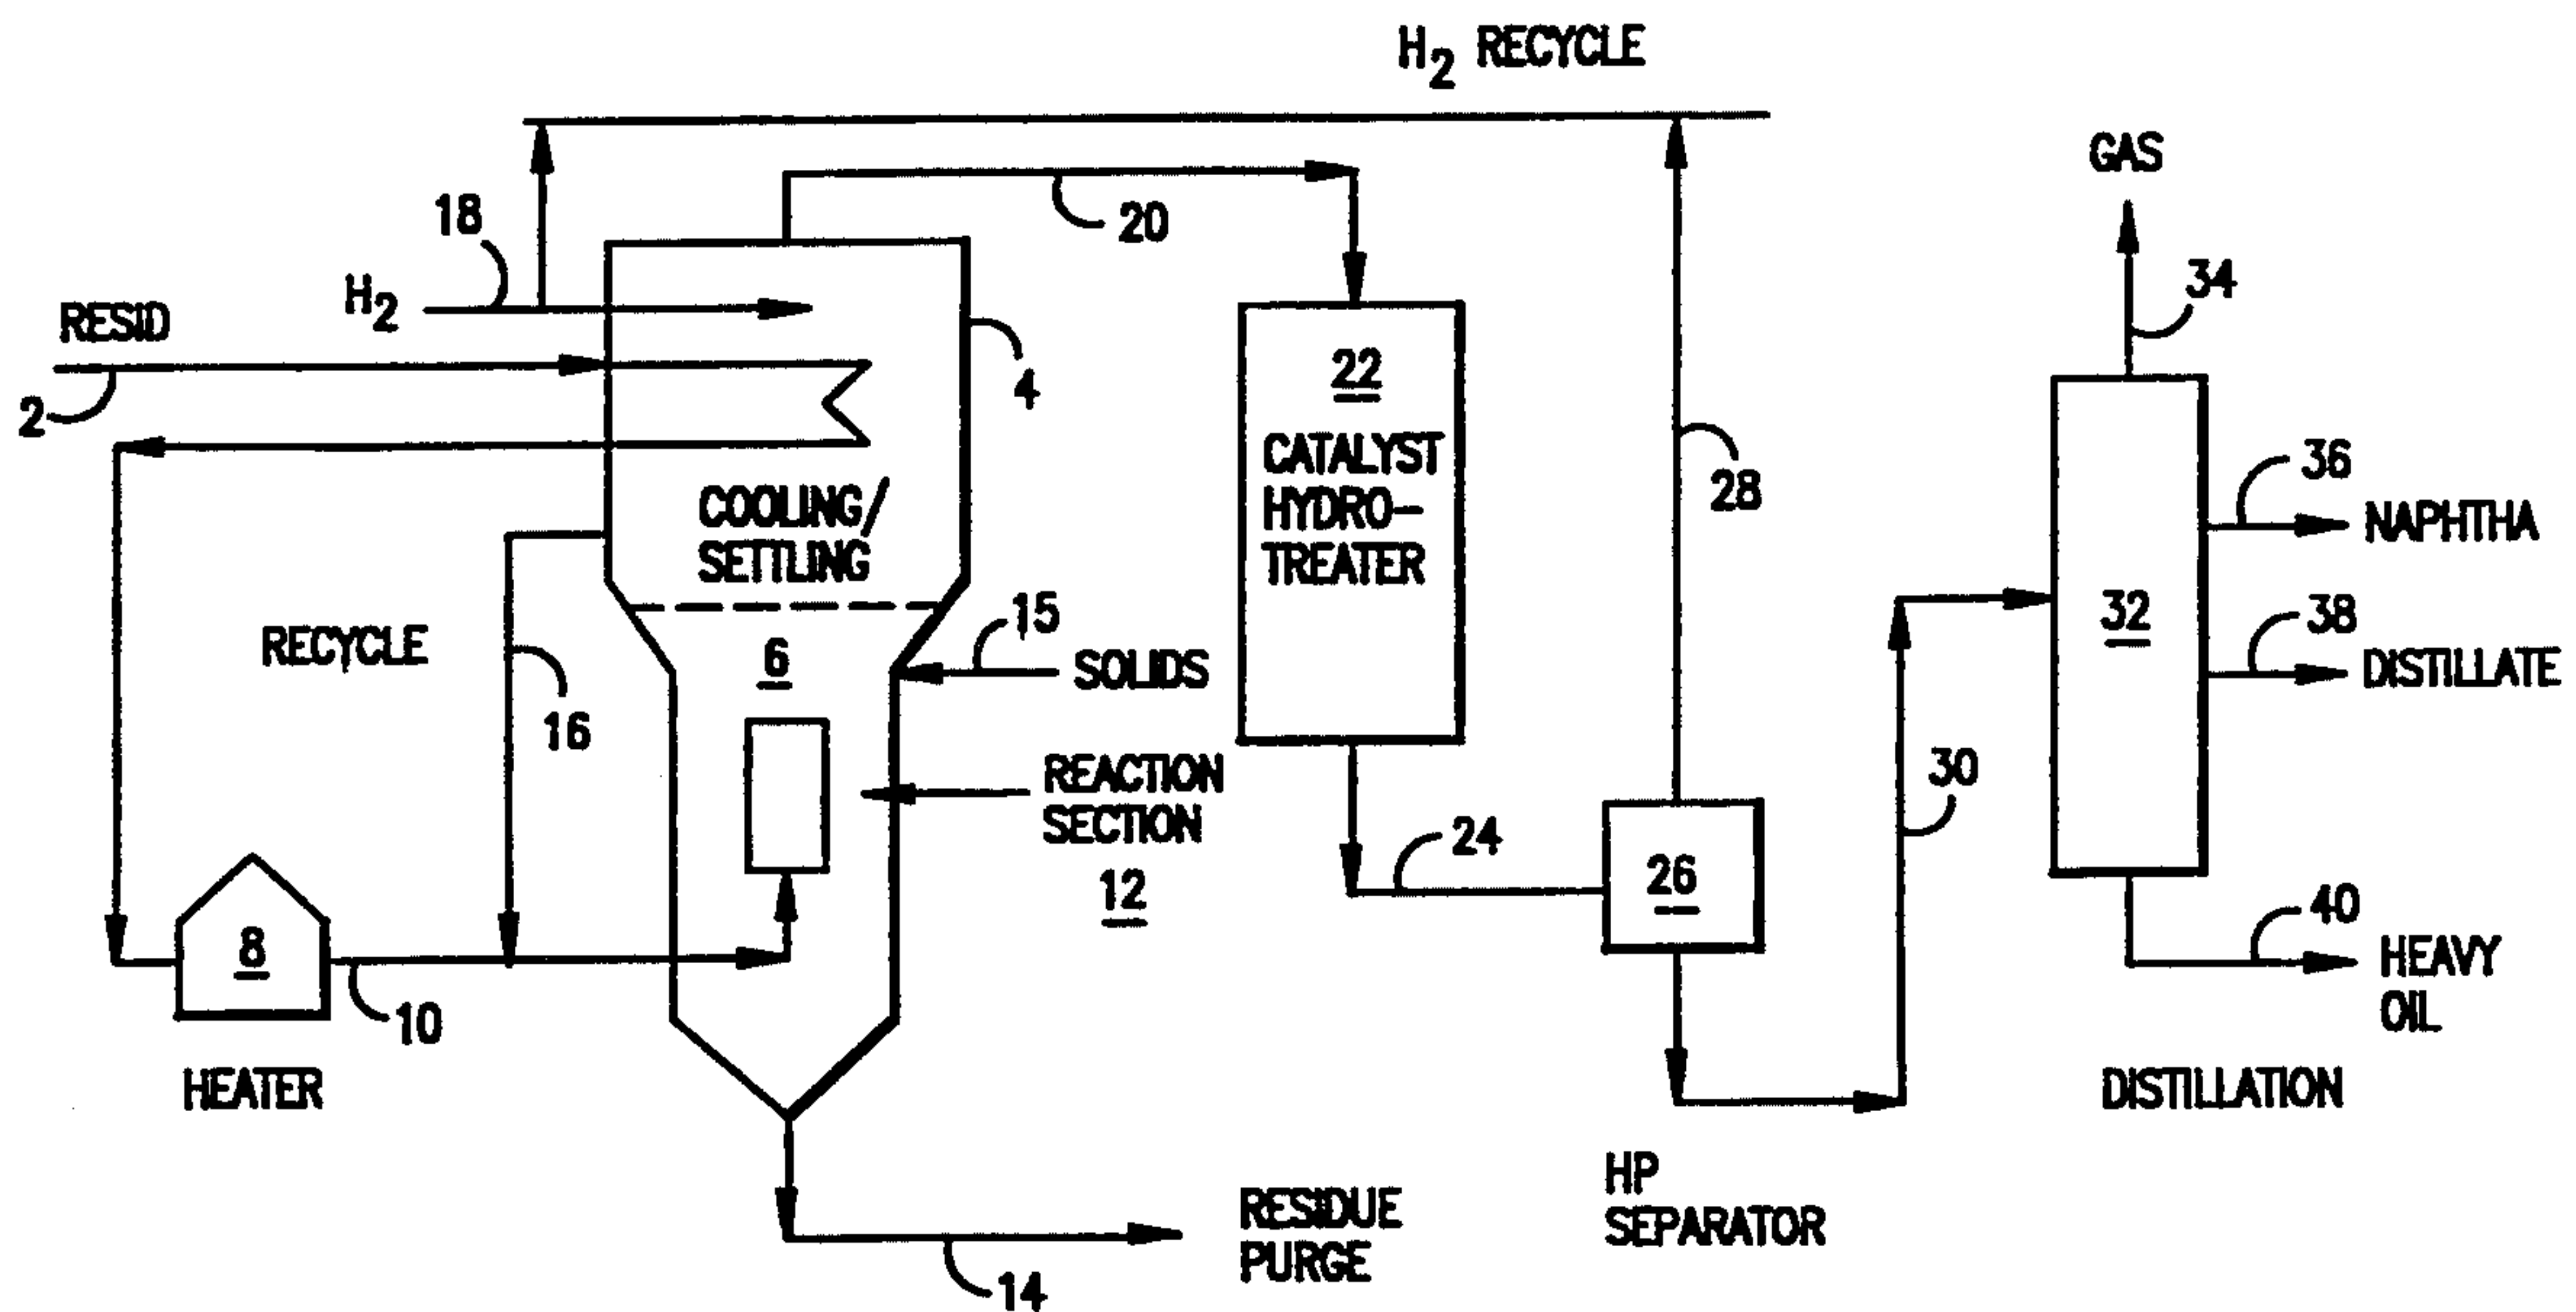 H2 RECYCLE
GAS
18
20
H2
34
RESID
4
22
2
CATALYST
HYDRO-
TREATER
36
28
NAPHTHA
COOLING/
SETTLING
15
32
38
RECYCLE
6
SOLIDS
DISTILLATE
16
REACTION
SECTION
12
30
24
26
40
8
HEAVY
OIL
10
HEATER
DISTILLATION
HP
SEPARATOR
RESIDUE
PURGE
14